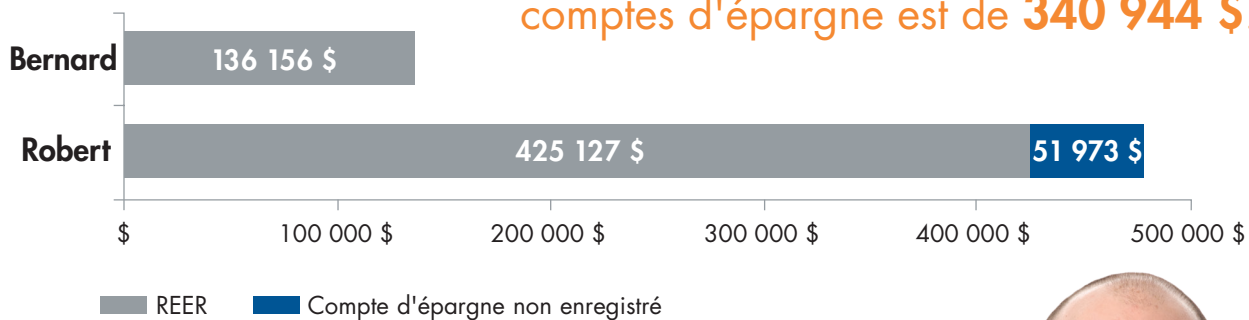 comptes d'épargne est de 340 944 $
Bernard 136 156 $
Robert 425 127 $ 51 973 $
$ 100 000 $ 200 000 $ 300 000 $ 400 000 $ 500 000 $
REER Compte d'épargne non enregistré